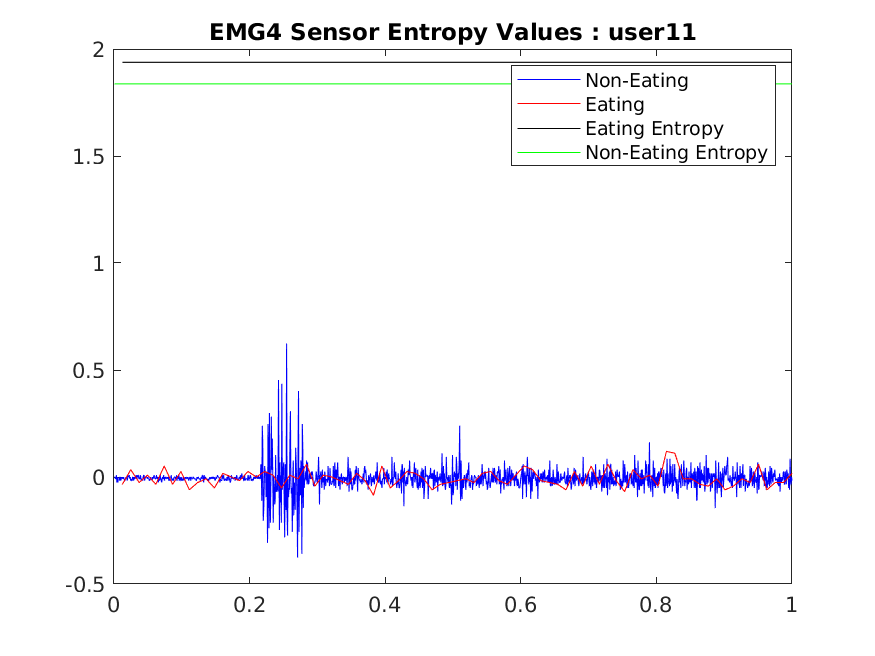 EMG4 Sensor Entropy Values : user11
2
Non-Eating
Eating
Eating Entropy
Non-Eating Entropy
1.5
1
0.5
0
-0.5
0 0.2 0.4 0.6 0.8 1